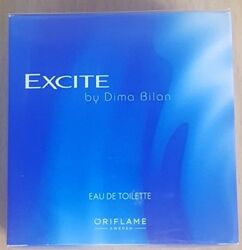 EXCITE
by Dima Bilan
EAU DE TOILETTE
ORIFLAME
SWEDEN